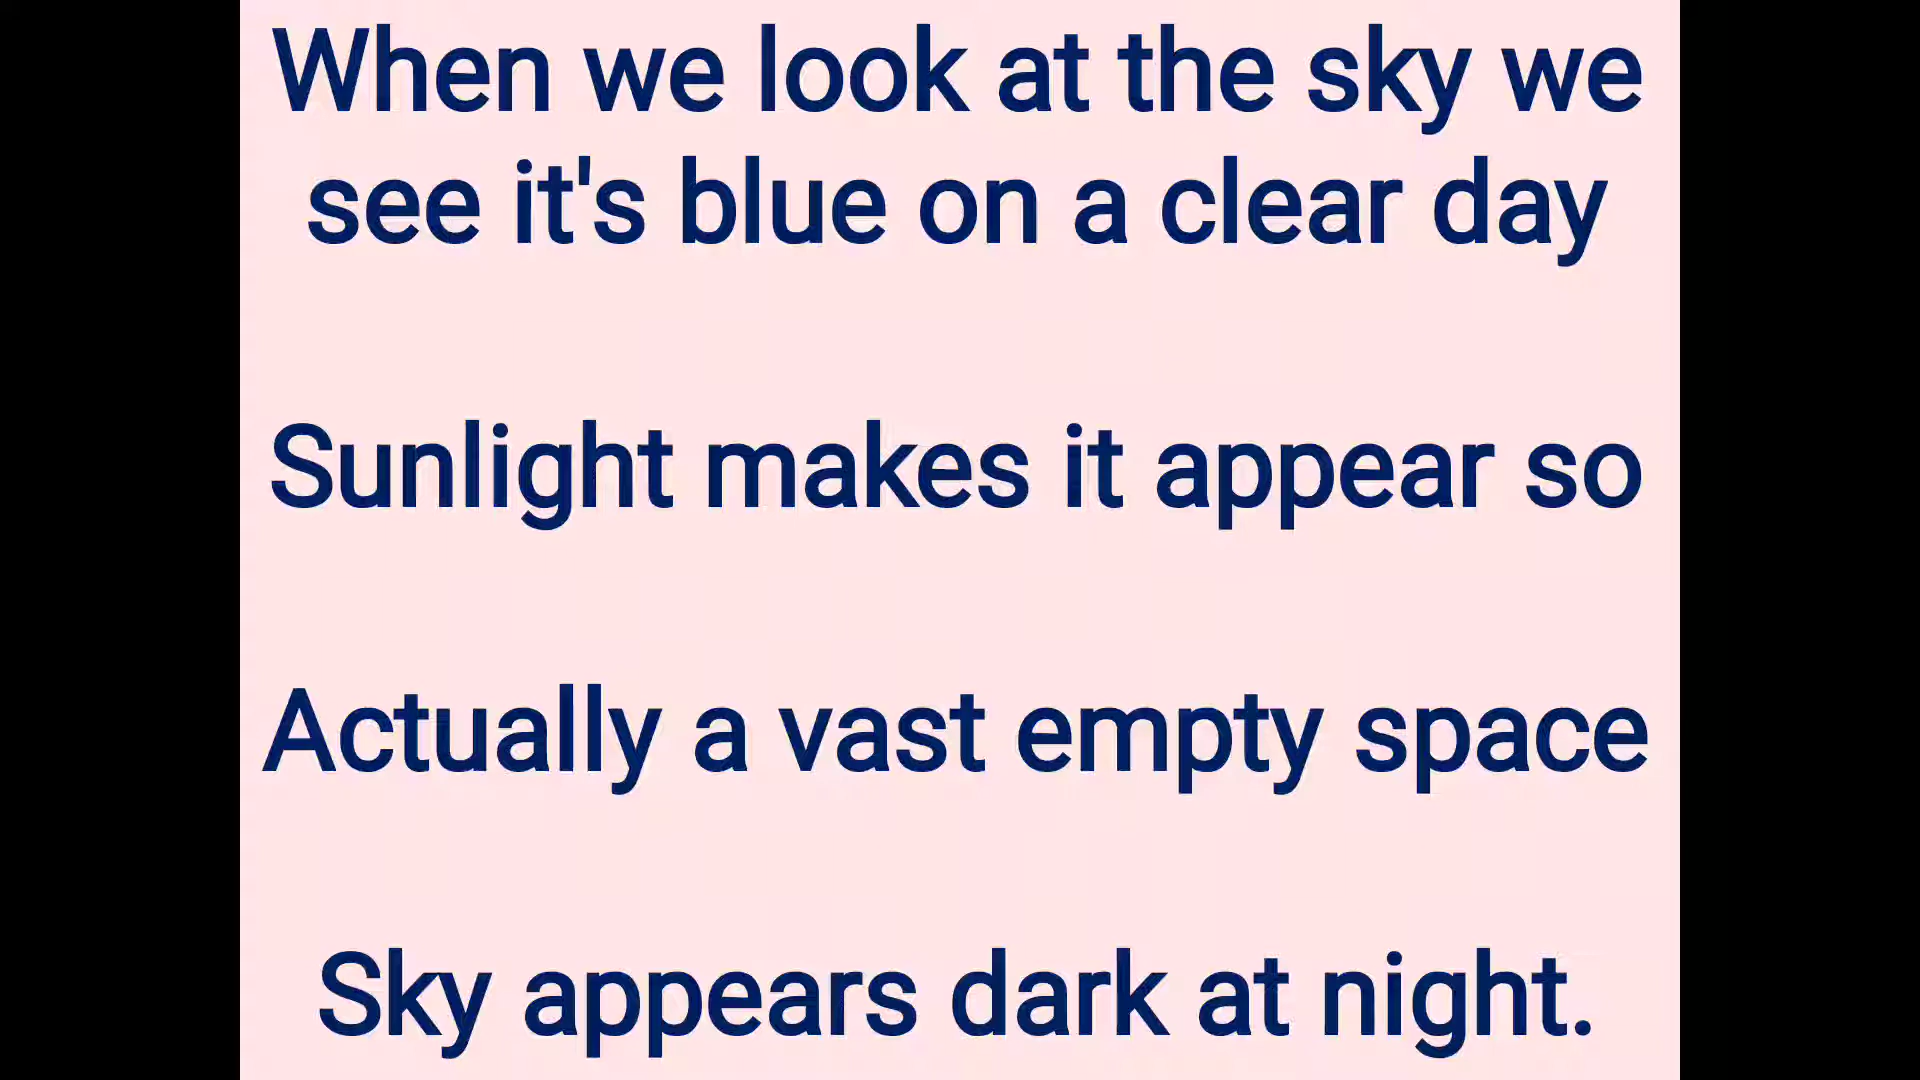 When we look at the sky we
see it's blue on a clear day
Sunlight makes it appear so
Actually a vast empty space
Sky appears dark at night.